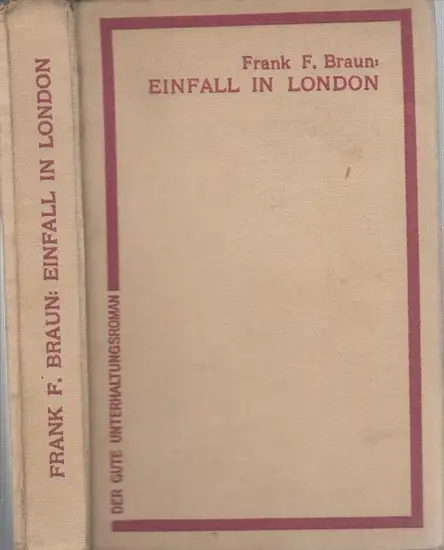 FRANK F. BRAUN: EINFALL IN LONDON
Frank F. Braun:
EINFALL IN LONDON
DER GUTE UNTERHALTUNGSROMAN